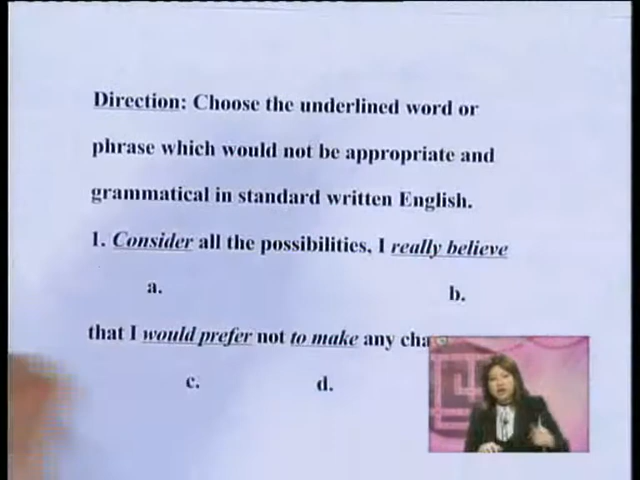 Direction: Choose the underlined word or
phrase which would not be appropriate and
grammatical in standard written English.
1. Consider all the possibilities, I really believe
a. b.
that I would prefer not to make any
c. d.